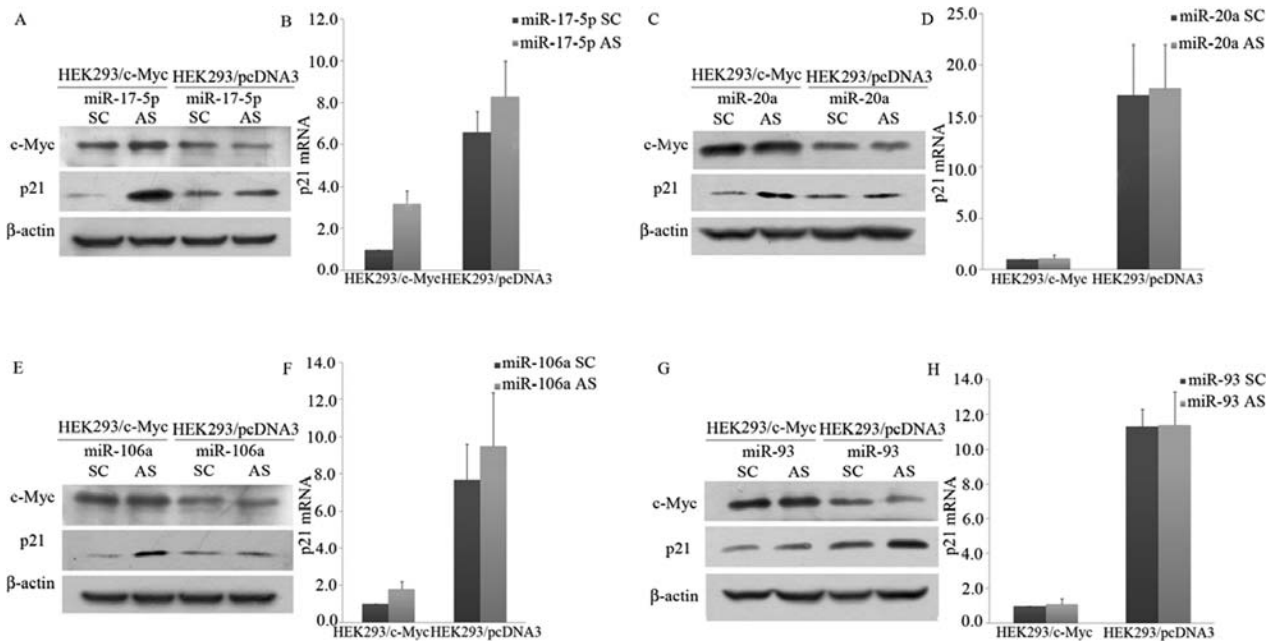 A
HEK293/c-Myc HEK293/pcDNA3
miR-17-5p miR-17-5p
SC AS SC AS
c-Myc
p21
β-actin
B
miR-17-5p SC
miR-17-5p AS
p21 mRNA
12.0
10.0
8.0
6.0
4.0
2.0
0.0
HEK293/c-Myc HEK293/pcDNA3
C
HEK293/c-Myc HEK293/pcDNA3
miR-20a miR-20a
SC AS SC AS
c-Myc
p21
β-actin
D
miR-20a SC
miR-20a AS
p21 mRNA
25.0
20.0
15.0
10.0
5.0
0.0
HEK293/c-Myc HEK293/pcDNA3
E
HEK293/c-Myc HEK293/pcDNA3
miR-106a miR-106a
SC AS SC AS
c-Myc
p21
β-actin
F
miR-106a SC
miR-106a AS
p21 mRNA
14.0
12.0
10.0
8.0
6.0
4.0
2.0
0.0
HEK293/c-Myc HEK293/pcDNA3
G
HEK293/c-Myc HEK293/pcDNA3
miR-93 miR-93
SC AS SC AS
c-Myc
p21
β-actin
H
miR-93 SC
miR-93 AS
p21 mRNA
14.0
12.0
10.0
8.0
6.0
4.0
2.0
0.0
HEK293/c-Myc HEK293/pcDNA3